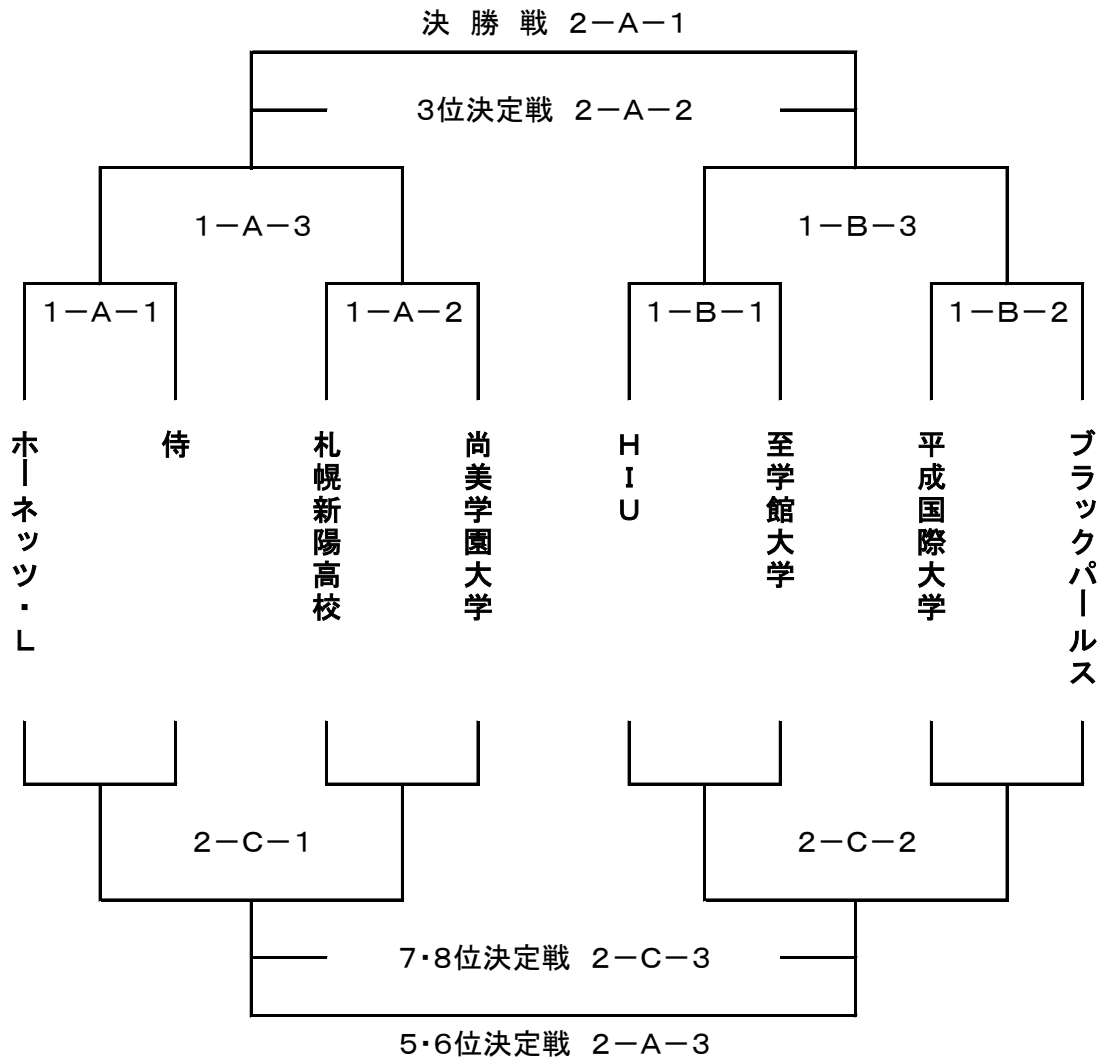 決 勝 戦 2－A－1
3位決定戦 2－A－2
1－A－3
1－B－3
1－A－1
1－A－2
1－B－1
1－B－2
ホーネッツ・L
侍
札幌新陽高校
尚美学園大学
HIU
至学館大学
平成国際大学
ブラックパールス
2－C－1
2－C－2
7・8位決定戦 2－C－3
5・6位決定戦 2－A－3